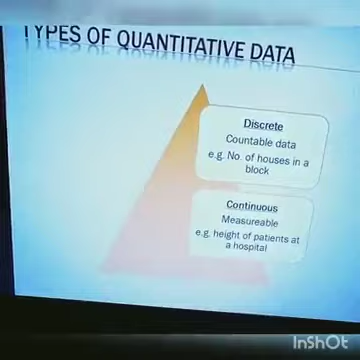 TYPES OF QUANTITATIVE DATA
Discrete
Countable data
e.g. No. of houses in a
block
Continuous
Measureable
e.g. height of patients at
a hospital
InShOt